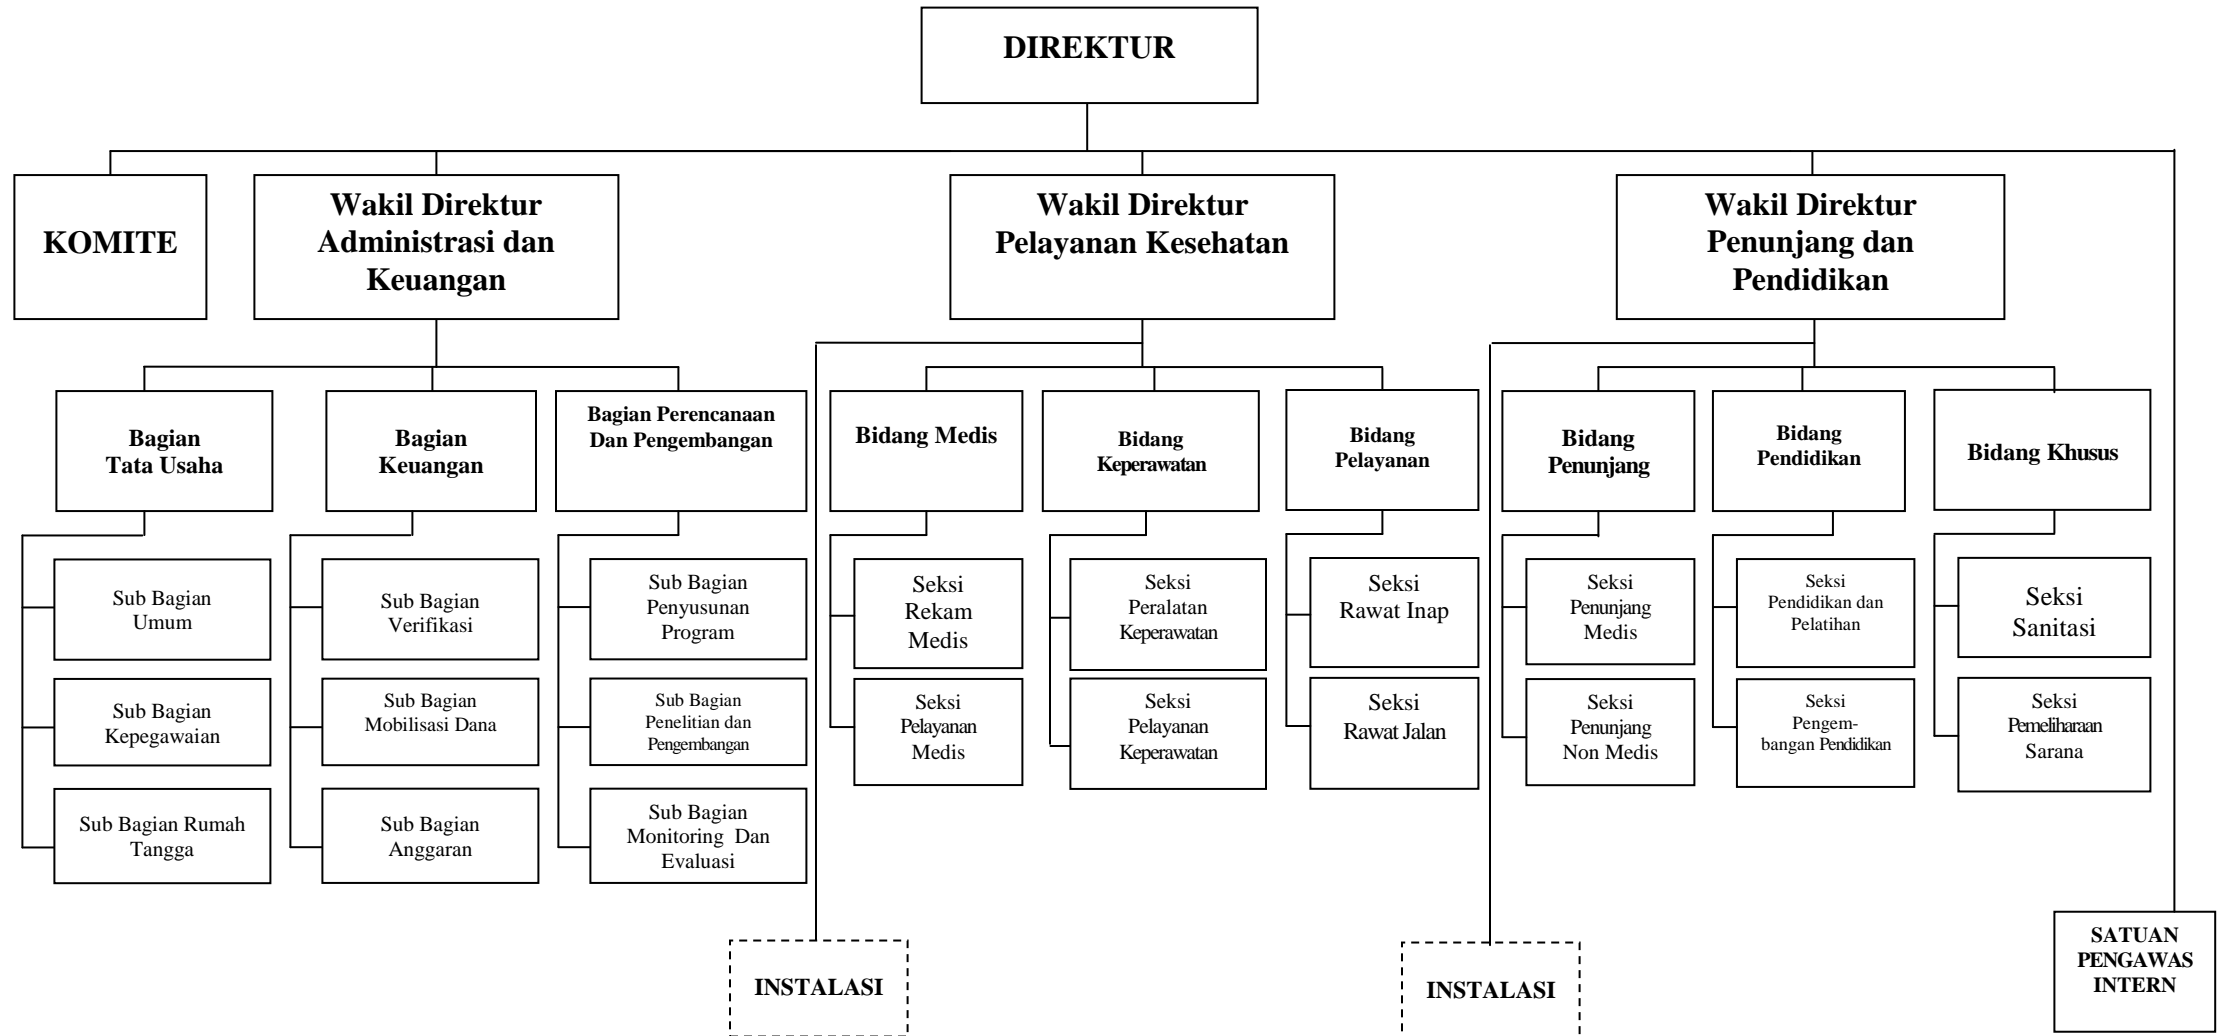 DIREKTUR
KOMITE
Wakil Direktur
Administrasi dan
Keuangan
Wakil Direktur
Pelayanan Kesehatan
Wakil Direktur
Penunjang dan
Pendidikan
Bagian
Tata Usaha
Bagian
Keuangan
Bagian Perencanaan
Dan Pengembangan
Bidang Medis
Bidang
Keperawatan
Bidang
Pelayanan
Bidang
Penunjang
Bidang
Pendidikan
Bidang Khusus
Sub Bagian
Umum
Sub Bagian
Verifikasi
Sub Bagian
Penyusunan
Program
Seksi
Rekam
Medis
Seksi
Peralatan
Keperawatan
Seksi
Rawat Inap
Seksi
Penunjang
Medis
Seksi
Pendidikan dan
Pelatihan
Seksi
Sanitasi
Sub Bagian
Kepegawaian
Sub Bagian
Mobilisasi Dana
Sub Bagian
Penelitian dan
Pengembangan
Seksi
Pelayanan
Medis
Seksi
Pelayanan
Keperawatan
Seksi
Rawat Jalan
Seksi
Penunjang
Non Medis
Seksi
Pengem-
bangan Pendidikan
Seksi
Pemeliharaan
Sarana
Sub Bagian Rumah
Tangga
Sub Bagian
Anggaran
Sub Bagian
Monitoring Dan
Evaluasi
INSTALASI
INSTALASI
SATUAN
PENGAWAS
INTERN